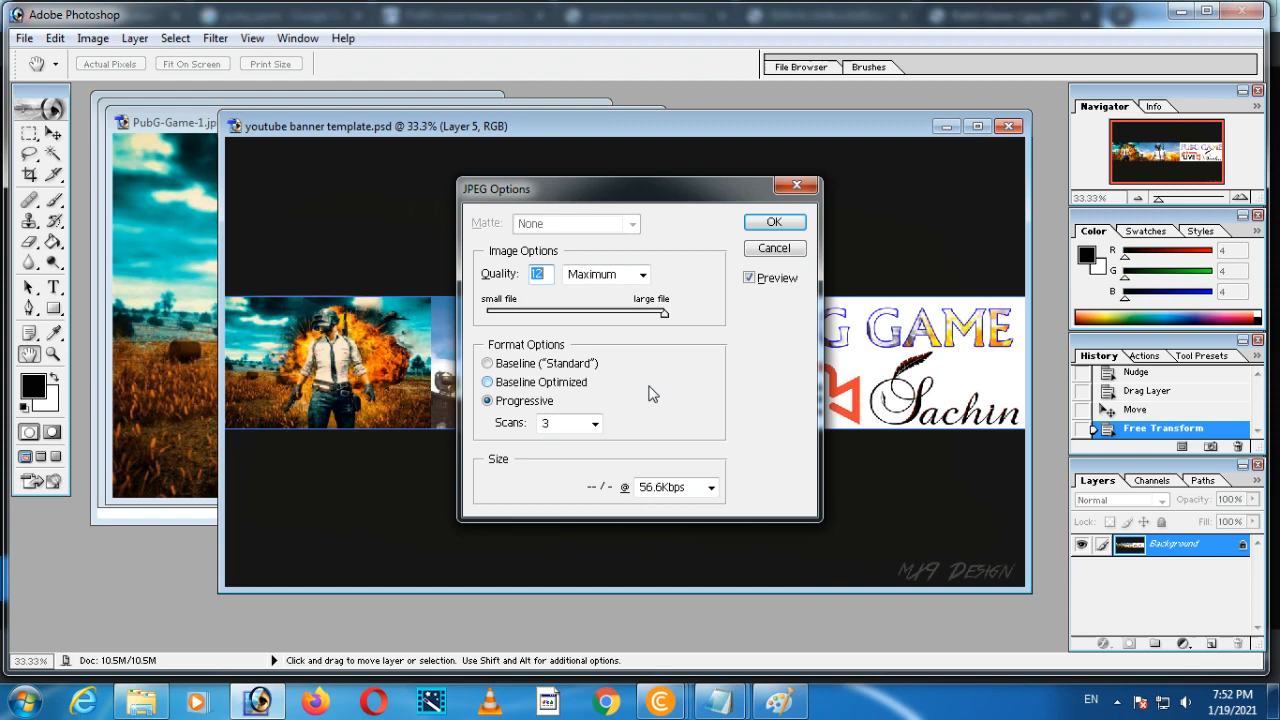 Adobe Photoshop
File Edit Image Layer Select Filter View Window Help
Actual Pixels Fit On Screen Print Size File Browser Brushes
PubG-Game-1.jp
youtube banner template.psd @ 33.3% (Layer 5, RGB)
JPEG Options
Matte: None
OK
Image Options
Cancel
Quality: 12 Maximum
Preview
small file large file
Format Options
Baseline ("Standard")
Baseline Optimized
Progressive
Scans: 3
Size
-- / - @ 56.6Kbps
G GAME
Sachin
MJ9 DESIGN
Navigator Info
PUBG GAME
LIVE
33.33%
Color Swatches Styles
R 4
G 4
B 4
History Actions Tool Presets
Nudge
Drag Layer
Move
Free Transform
Layers Channels Paths
Normal Opacity: 100%
Lock: Fill: 100%
Background
33.33% Doc: 10.5M/10.5M Click and drag to move layer or selection. Use Shift and Alt for additional options.
EN
7:52 PM
1/19/2021